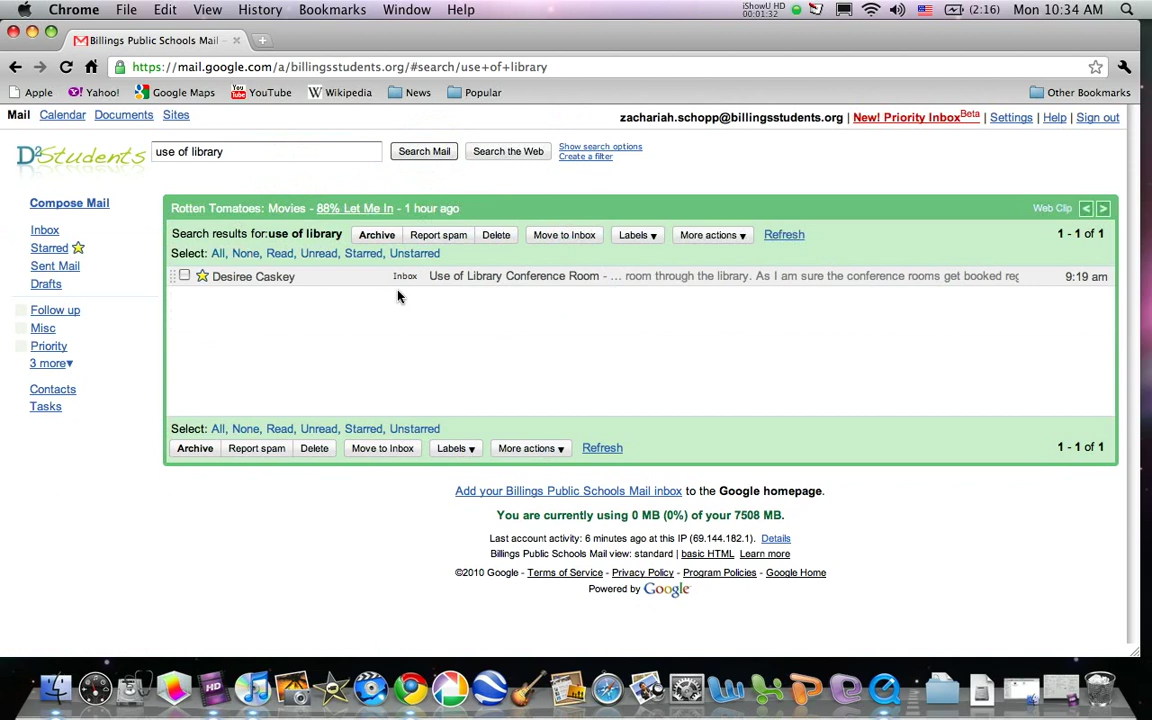 Chrome File Edit View History Bookmarks Window Help iShowU HD 00:01:32 (2:16) Mon 10:34 AM
Billings Public Schools Mail -
https://mail.google.com/a/billingsstudents.org/#search/use+of+library
Apple Yahoo! Google Maps YouTube Wikipedia News Popular Other Bookmarks
Mail Calendar Documents Sites zachariah.schopp@billingsstudents.org | New! Priority Inbox Beta | Settings | Help | Sign out
D2Students use of library Search Mail Search the Web Show search options
Create a filter
Compose Mail
Inbox
Starred
Sent Mail
Drafts
Follow up
Misc
Priority
3 more▼
Contacts
Tasks
Rotten Tomatoes: Movies - 88% Let Me In - 1 hour ago Web Clip < >
Search results for:use of library Archive Report spam Delete Move to Inbox Labels ▼ More actions ▼ Refresh 1 - 1 of 1
Select: All, None, Read, Unread, Starred, Unstarred
Desiree Caskey Inbox Use of Library Conference Room - ... room through the library. As I am sure the conference rooms get booked reg 9:19 am
Select: All, None, Read, Unread, Starred, Unstarred
Archive Report spam Delete Move to Inbox Labels ▼ More actions ▼ Refresh 1 - 1 of 1
Add your Billings Public Schools Mail inbox to the Google homepage.
You are currently using 0 MB (0%) of your 7508 MB.
Last account activity: 6 minutes ago at this IP (69.144.182.1). Details
Billings Public Schools Mail view: standard | basic HTML Learn more
©2010 Google - Terms of Service - Privacy Policy - Program Policies - Google Home
Powered by Google
HD